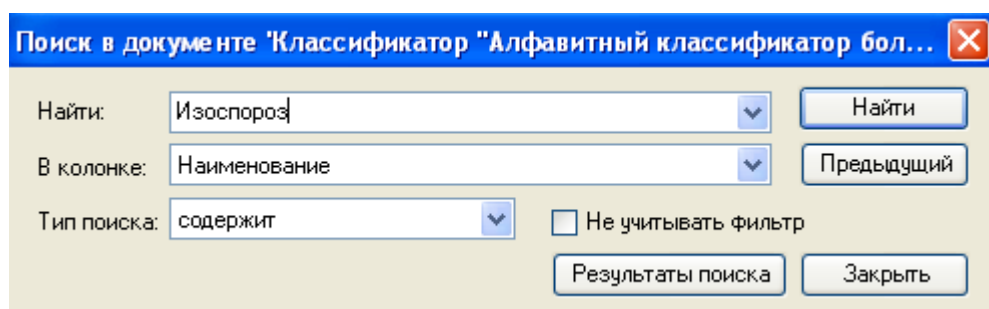 Поиск в документе 'Классификатор "Алфавитный классификатор бол...
Найти: Изоспороз Найти
В колонке: Наименование Предыдущий
Тип поиска: содержит Не учитывать фильтр
Результаты поиска Закрыть